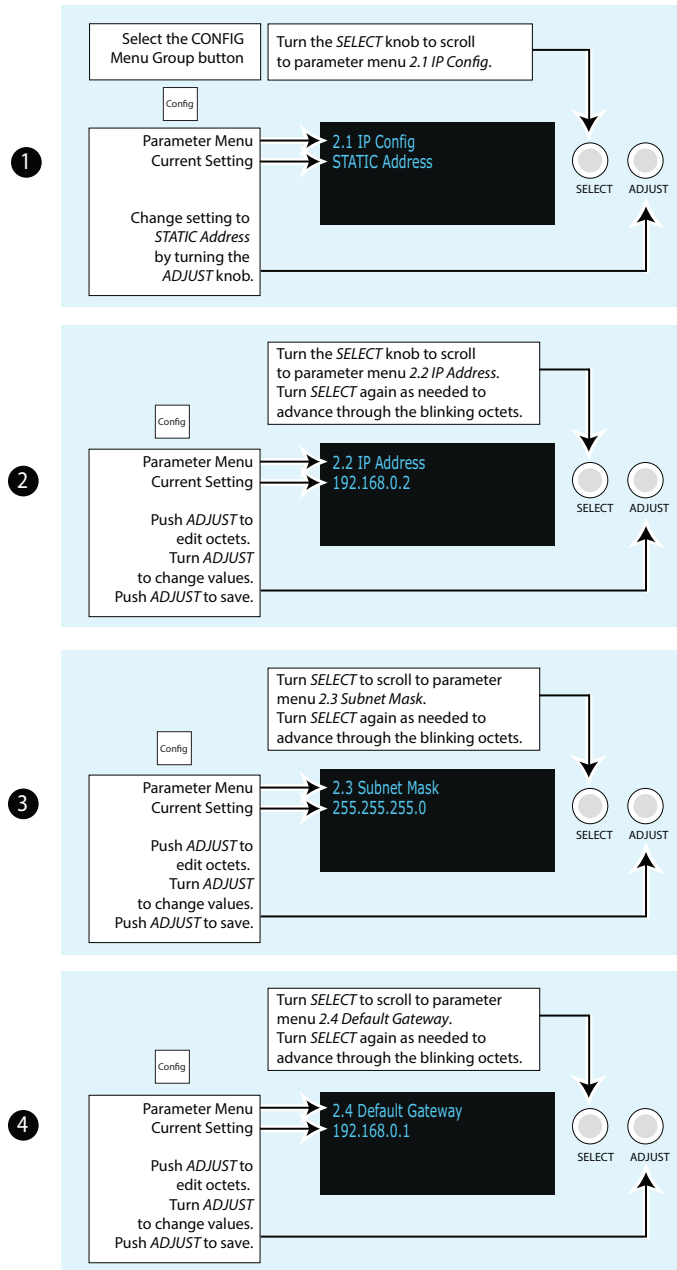 Select the CONFIG
Menu Group button
Turn the SELECT knob to scroll
to parameter menu 2.1 IP Config.
Config
1
Parameter Menu
Current Setting
Change setting to
STATIC Address
by turning the
ADJUST knob.
2.1 IP Config
STATIC Address
SELECT
ADJUST
Turn the SELECT knob to scroll
to parameter menu 2.2 IP Address.
Turn SELECT again as needed to
advance through the blinking octets.
Config
2
Parameter Menu
Current Setting
Push ADJUST to
edit octets.
Turn ADJUST
to change values.
Push ADJUST to save.
2.2 IP Address
192.168.0.2
SELECT
ADJUST
Turn SELECT to scroll to parameter
menu 2.3 Subnet Mask.
Turn SELECT again as needed to
advance through the blinking octets.
Config
3
Parameter Menu
Current Setting
Push ADJUST to
edit octets.
Turn ADJUST
to change values.
Push ADJUST to save.
2.3 Subnet Mask
255.255.255.0
SELECT
ADJUST
Turn SELECT to scroll to parameter
menu 2.4 Default Gateway.
Turn SELECT again as needed to
advance through the blinking octets.
Config
4
Parameter Menu
Current Setting
Push ADJUST to
edit octets.
Turn ADJUST
to change values.
Push ADJUST to save.
2.4 Default Gateway
192.168.0.1
SELECT
ADJUST